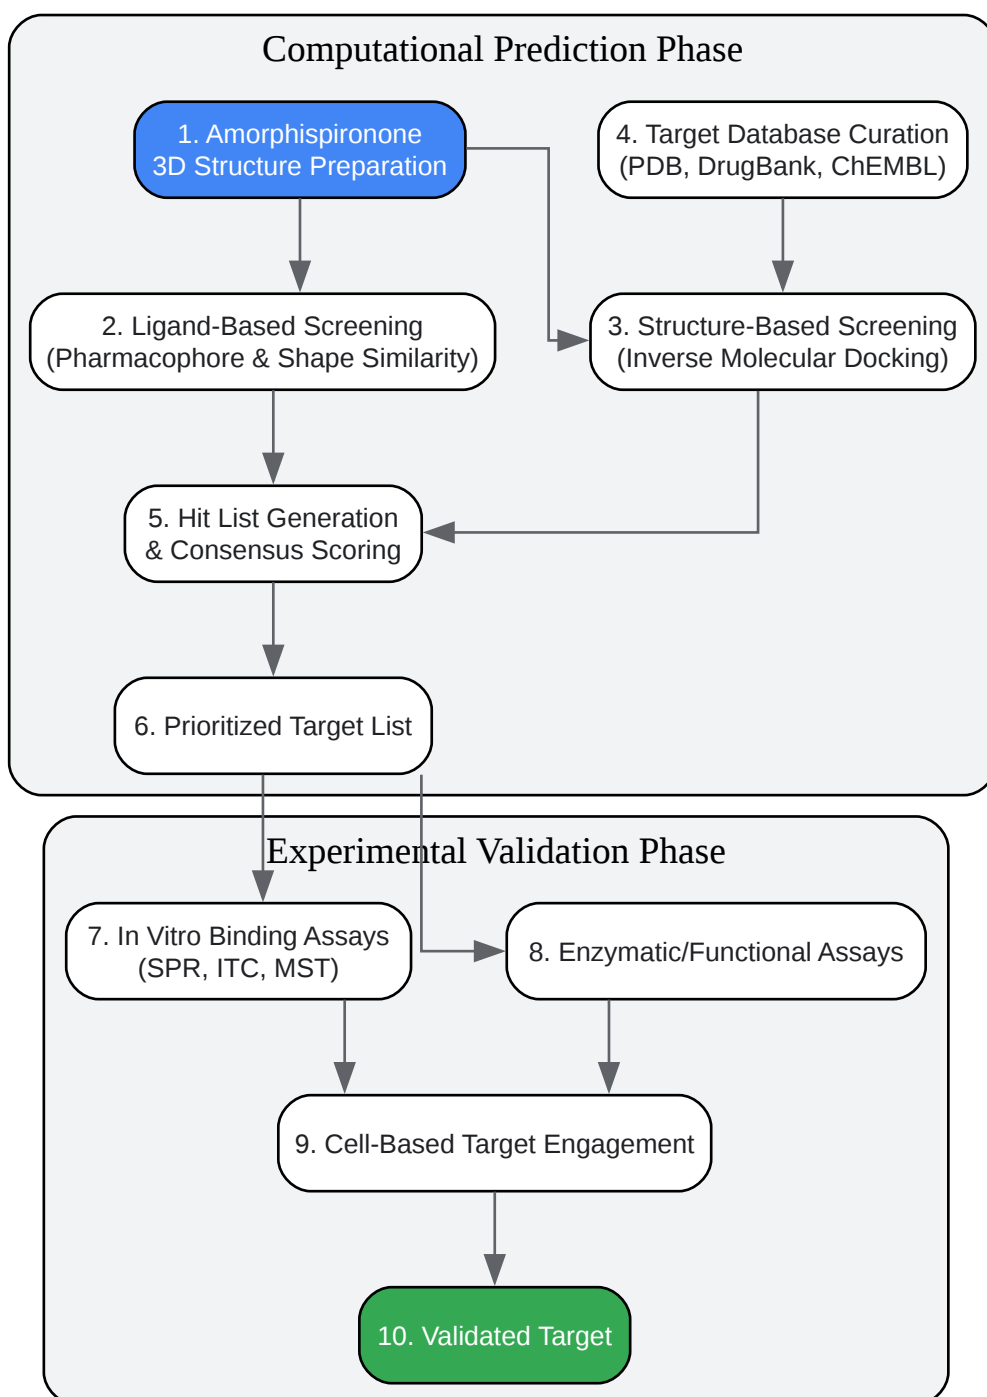 Computational Prediction Phase
1. Amorphispironone
3D Structure Preparation
4. Target Database Curation
(PDB, DrugBank, ChEMBL)
2. Ligand-Based Screening
(Pharmacophore & Shape Similarity)
3. Structure-Based Screening
(Inverse Molecular Docking)
5. Hit List Generation
& Consensus Scoring
6. Prioritized Target List
Experimental Validation Phase
7. In Vitro Binding Assays
(SPR, ITC, MST)
8. Enzymatic/Functional Assays
9. Cell-Based Target Engagement
10. Validated Target